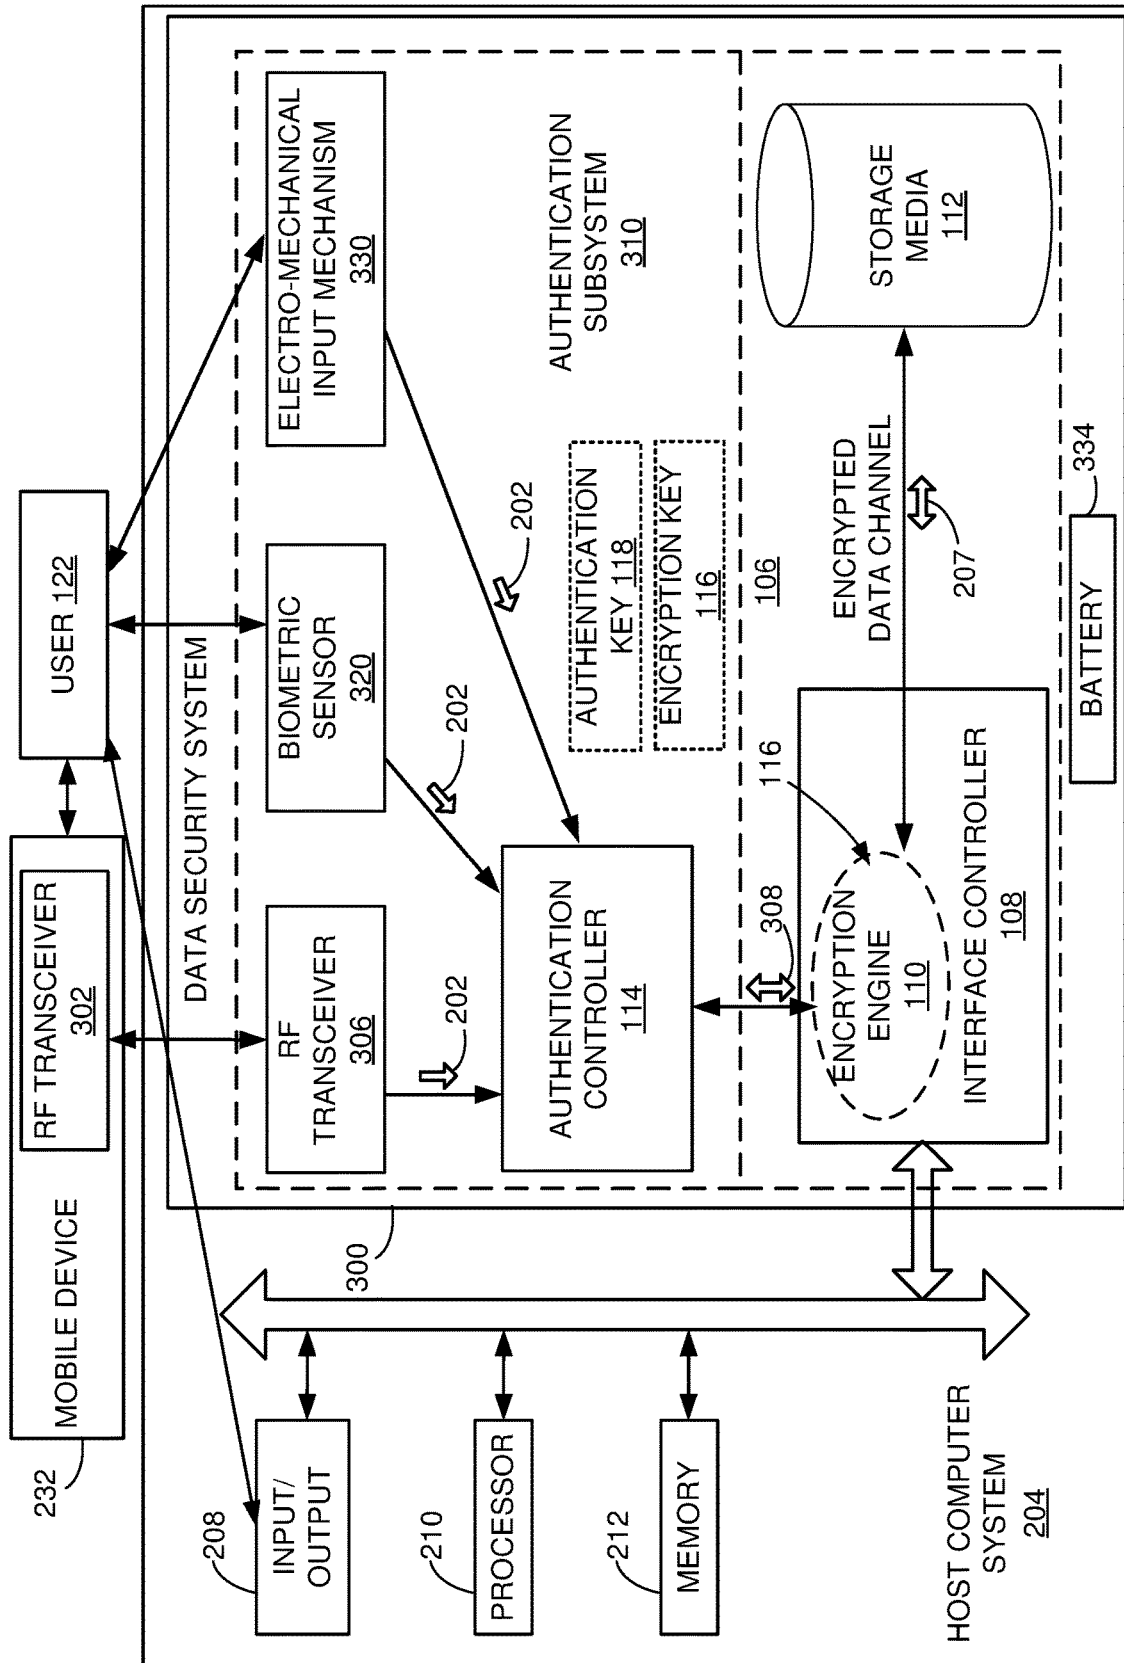 232
MOBILE DEVICE
RF TRANSCEIVER
302
USER 122
DATA SECURITY SYSTEM
300
RF
TRANSCEIVER
306
BIOMETRIC
SENSOR
320
ELECTRO-MECHANICAL
INPUT MECHANISM
330
202
202
202
AUTHENTICATION
CONTROLLER
114
AUTHENTICATION
KEY 118
ENCRYPTION KEY
116
AUTHENTICATION
SUBSYSTEM
310
106
308
116
ENCRYPTION
ENGINE
110
INTERFACE CONTROLLER
108
ENCRYPTED
DATA CHANNEL
207
STORAGE
MEDIA
112
BATTERY
334
208
INPUT/
OUTPUT
210
PROCESSOR
212
MEMORY
HOST COMPUTER
SYSTEM
204